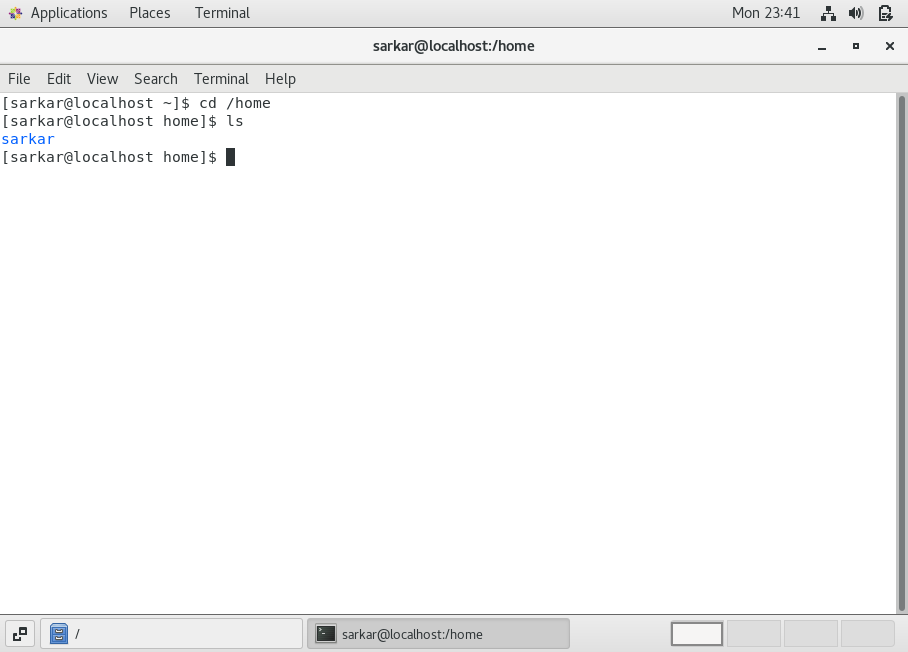 Applications Places Terminal Mon 23:41
sarkar@localhost:/home
File Edit View Search Terminal Help
[sarkar@localhost ~]$ cd /home
[sarkar@localhost home]$ ls
sarkar
[sarkar@localhost home]$
/ sarkar@localhost:/home